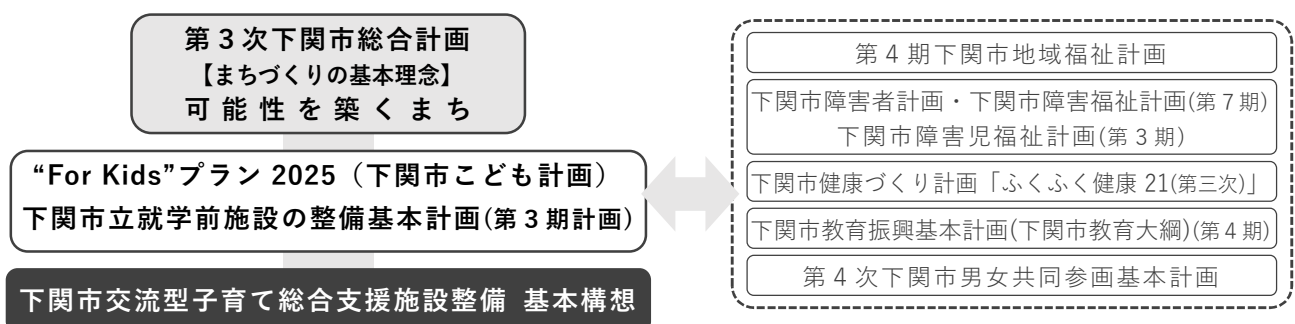 第３次下関市総合計画
【まちづくりの基本理念】
可能性を築くまち
“For Kids”プラン 2025（下関市こども計画）
下関市立就学前施設の整備基本計画(第３期計画)
下関市交流型子育て総合支援施設整備 基本構想
第４期下関市地域福祉計画
下関市障害者計画・下関市障害福祉計画(第７期)
下関市障害児福祉計画(第３期)
下関市健康づくり計画「ふくふく健康 21(第三次)」
下関市教育振興基本計画(下関市教育大綱)(第４期)
第４次下関市男女共同参画基本計画